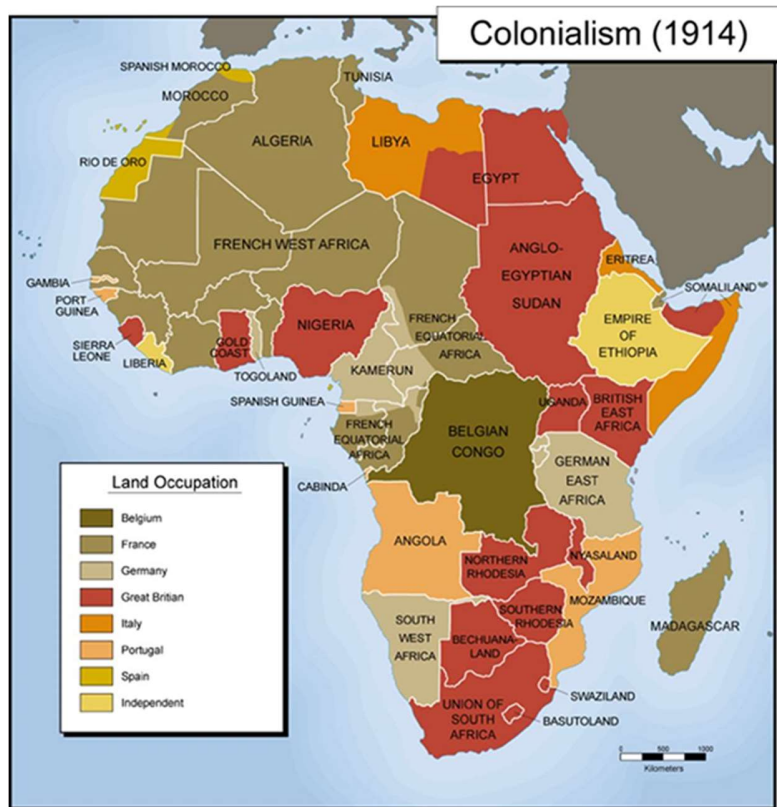 Colonialism (1914)
SPANISH MOROCCO
MOROCCO
TUNISIA
ALGERIA
LIBYA
EGYPT
RIO DE ORO
FRENCH WEST AFRICA
ANGLO-
EGYPTIAN
SUDAN
ERITREA
SOMALILAND
GAMBIA
PORT
GUINEA
SIERRA
LEONE
LIBERIA
GOLD
COAST
TOGOLAND
NIGERIA
KAMERUN
FRENCH
EQUATORIAL
AFRICA
EMPIRE
OF
ETHIOPIA
SPANISH GUINEA
FRENCH
EQUATORIAL
AFRICA
CABINDA
BELGIAN
CONGO
UGANDA
BRITISH
EAST
AFRICA
GERMAN
EAST
AFRICA
ANGOLA
NORTHERN
RHODESIA
NYASALAND
MOZAMBIQUE
SOUTHERN
RHODESIA
SOUTH
WEST
AFRICA
BECHUANA-
LAND
MADAGASCAR
SWAZILAND
BASUTOLAND
UNION OF
SOUTH
AFRICA
Land Occupation
Belgium
France
Germany
Great Britian
Italy
Portugal
Spain
Independent
0 500 1000
Kilometers